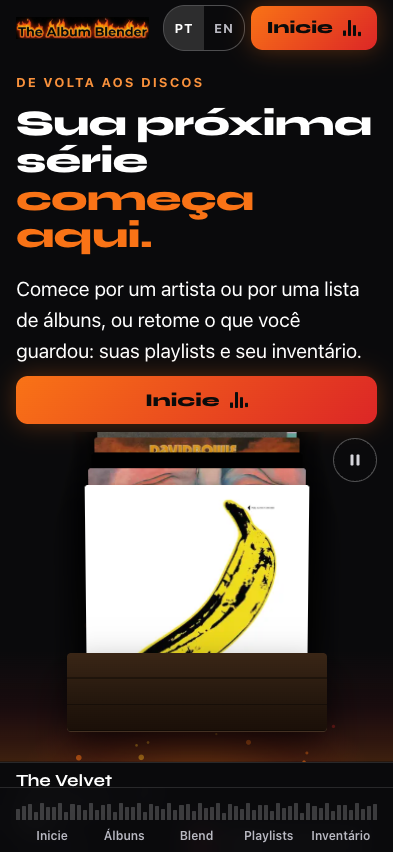 The Album Blender
PT EN
Inicie
DE VOLTA AOS DISCOS
Sua próxima
série
começa
aqui.
Comece por um artista ou por uma lista
de álbuns, ou retome o que você
guardou: suas playlists e seu inventário.
Inicie
DAVID BOWIE
The Velvet
Inicie Álbuns Blend Playlists Inventário